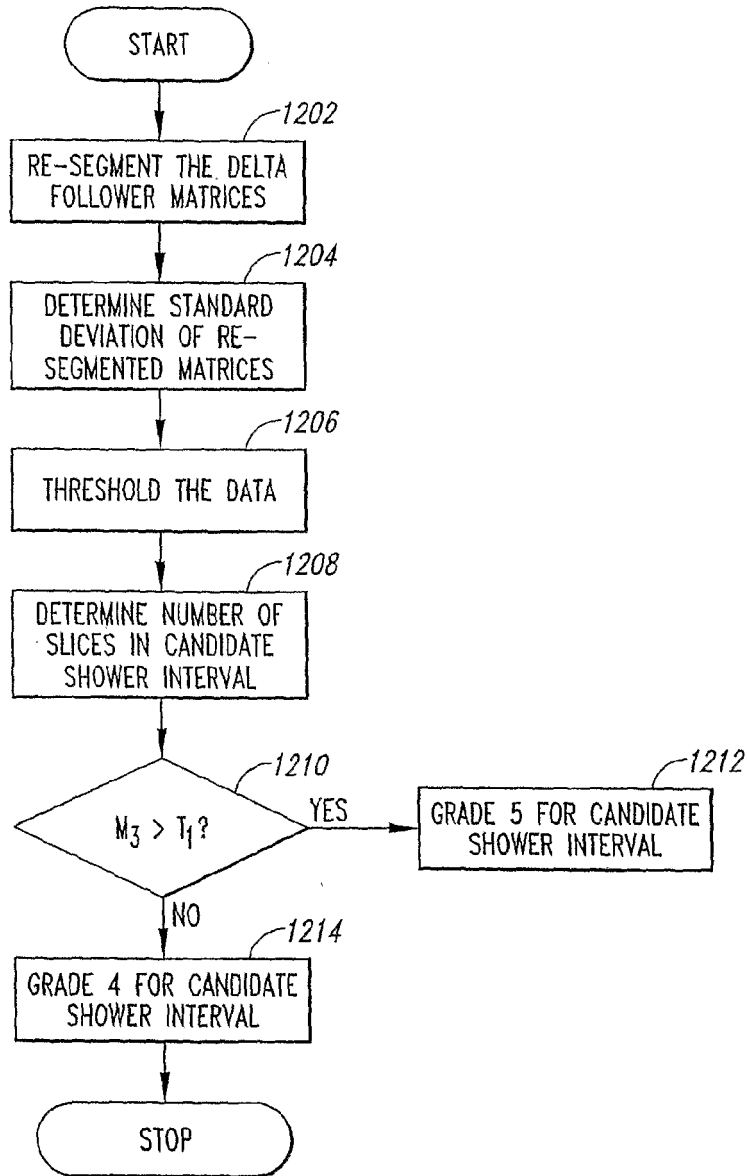 START
1202
RE-SEGMENT THE DELTA
FOLLOWER MATRICES
1204
DETERMINE STANDARD
DEVIATION OF RE-
SEGMENTED MATRICES
1206
THRESHOLD THE DATA
1208
DETERMINE NUMBER OF
SLICES IN CANDIDATE
SHOWER INTERVAL
1210
M3 > T1?
YES
1212
GRADE 5 FOR CANDIDATE
SHOWER INTERVAL
NO
1214
GRADE 4 FOR CANDIDATE
SHOWER INTERVAL
STOP